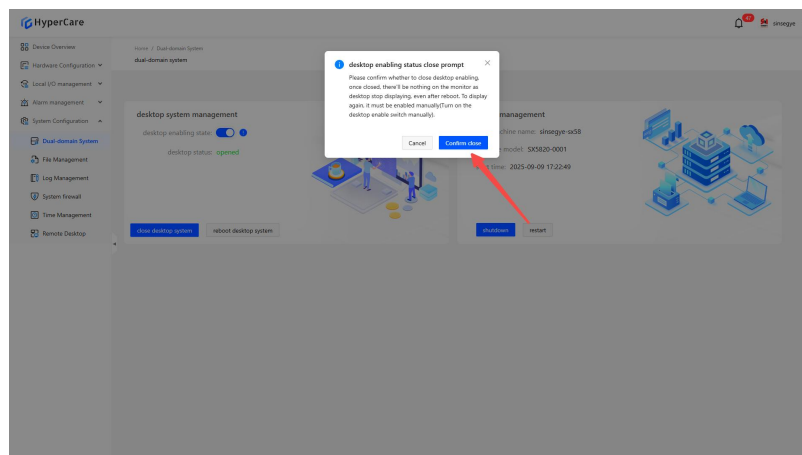 HyperCare
47
sinsegye
Device Overview
Hardware Configuration
Local I/O management
Alarm management
System Configuration
Dual-domain System
File Management
Log Management
System firewall
Time Management
Remote Desktop
Home / Dual-domain System
dual-domain system
desktop system management
desktop enabling state:
desktop status: opened
close desktop system
reboot desktop system
desktop enabling status close prompt
Please confirm whether to close desktop enabling,
once closed, there'll be nothing on the monitor as
desktop stop displaying, even after reboot. To display
again, it must be enabled manually(Turn on the
desktop enable switch manually).
Cancel
Confirm close
management
name: sinsegye-sx58
model: SX5820-0001
time: 2025-09-09 17:22:49
shutdown
restart